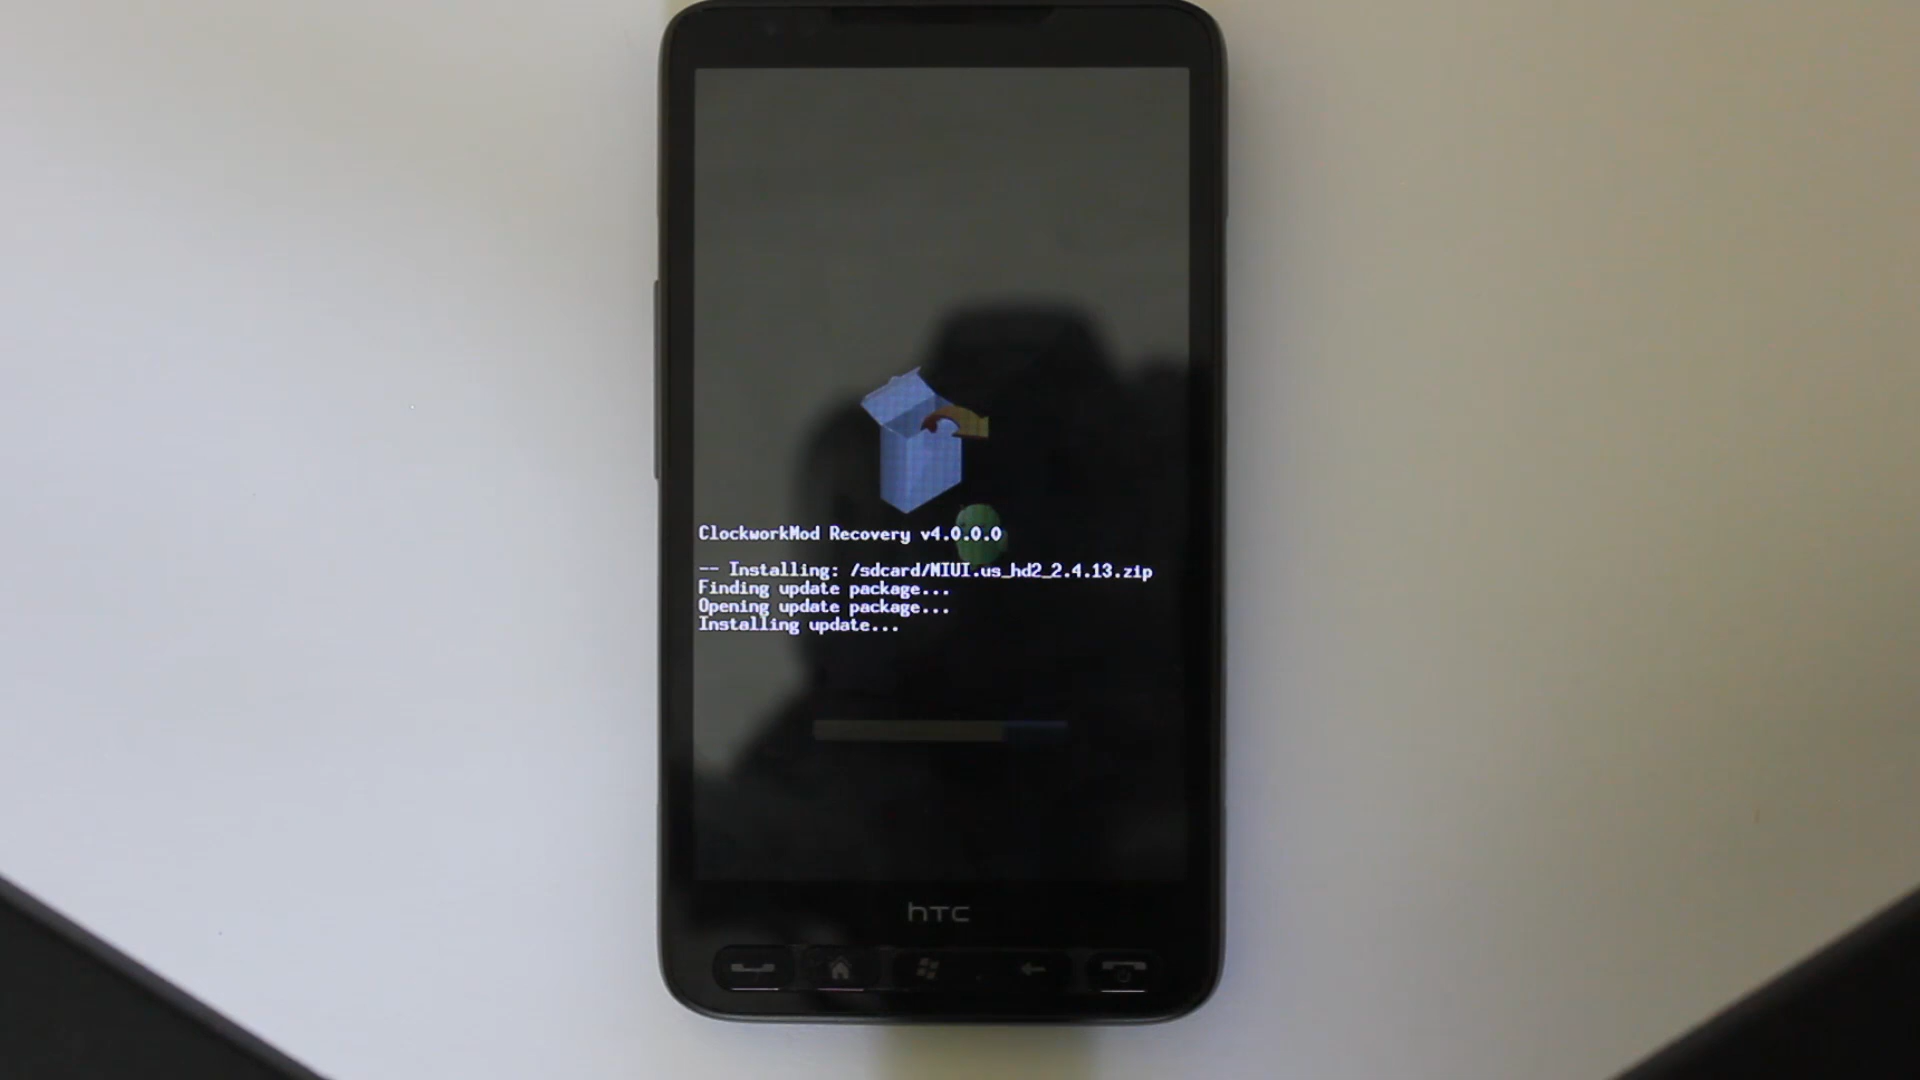 ClockworkMod Recovery v4.0.0.0
-- Installing: /sdcard/MIUI.us_hd2_2.4.13.zip
Finding update package...
Opening update package...
Installing update...
hTC